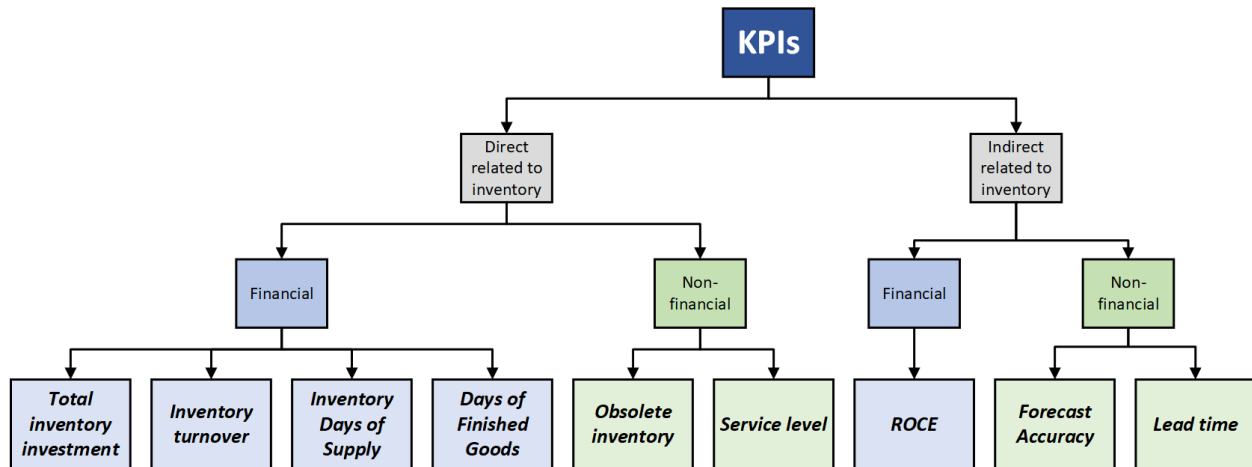 KPIs
Direct
related to
inventory
Indirect
related to
inventory
Financial
Non-
financial
Financial
Non-
financial
Total
inventory
investment
Inventory
turnover
Inventory
Days of
Supply
Days of
Finished
Goods
Obsolete
inventory
Service level
ROCE
Forecast
Accuracy
Lead time